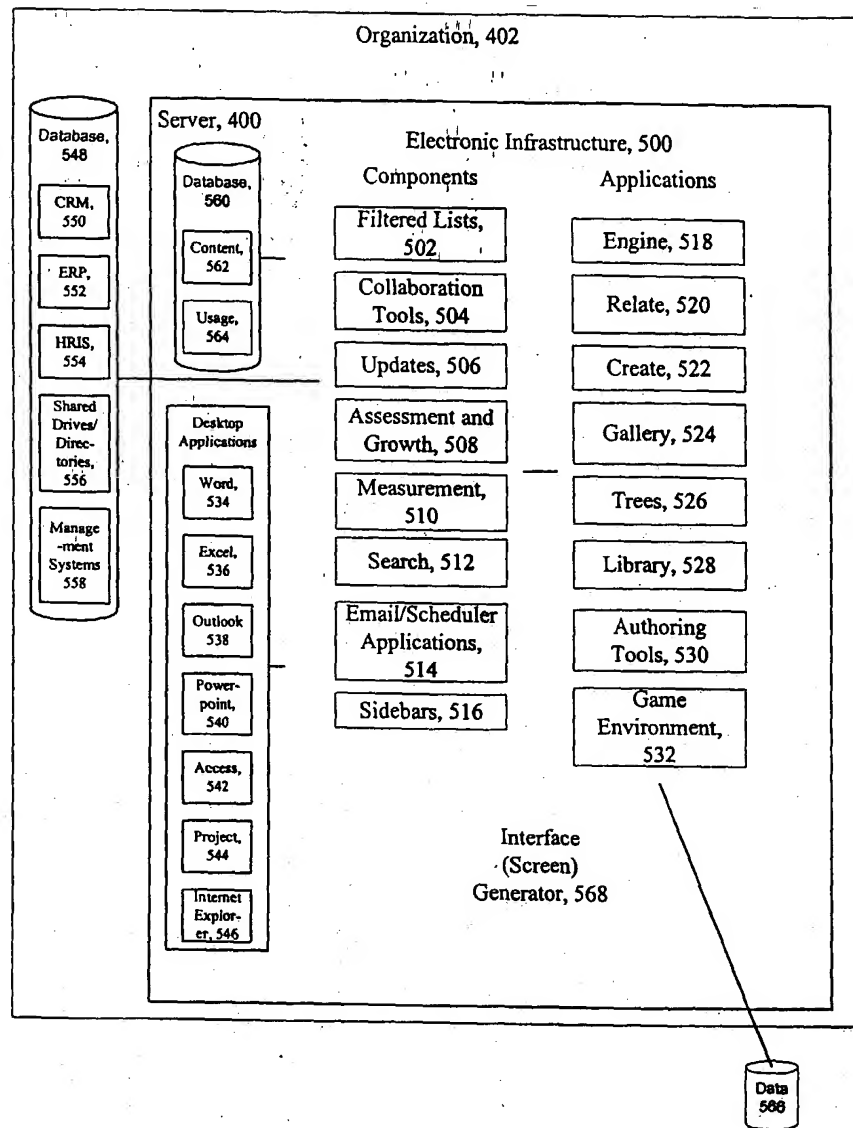 Organization, 402
Database,
548
CRM,
550
ERP,
552
HRIS,
554
Shared
Drives/
Direc-
tories,
556
Manage
-ment
Systems
558
Server, 400
Database,
560
Content,
562
Usage,
564
Desktop
Applications
Word,
534
Excel,
536
Outlook
538
Power-
point,
540
Access,
542
Project,
544
Internet
Explor-
er, 546
Electronic Infrastructure, 500
Components
Filtered Lists,
502
Collaboration
Tools, 504
Updates, 506
Assessment and
Growth, 508
Measurement,
510
Search, 512
Email/Scheduler
Applications,
514
Sidebars, 516
Applications
Engine, 518
Relate, 520
Create, 522
Gallery, 524
Trees, 526
Library, 528
Authoring
Tools, 530
Game
Environment,
532
Interface
(Screen)
Generator, 568
Data
566